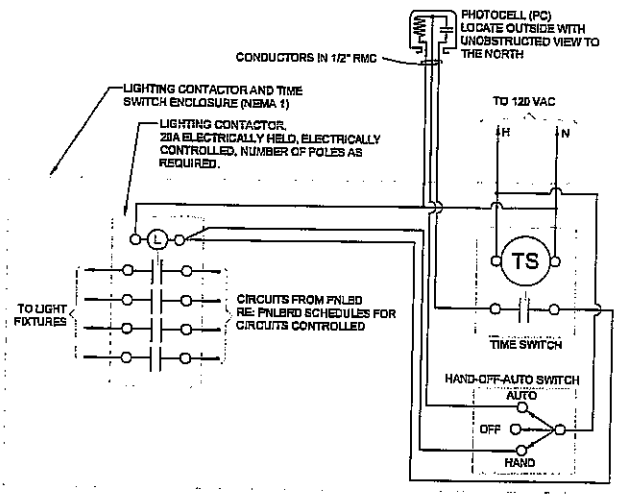 PHOTOCELL (PC)
LOCATE OUTSIDE WITH
UNOBSTRUCTED VIEW TO
THE NORTH
CONDUCTORS IN 1/2" RMC
LIGHTING CONTACTOR AND TIME
SWITCH ENCLOSURE (NEMA 1)
TO 120 VAC
LIGHTING CONTACTOR,
20A ELECTRICALLY HELD, ELECTRICALLY
CONTROLLED, NUMBER OF POLES AS
REQUIRED.
H
N
L
TS
TO LIGHT
FIXTURES
CIRCUITS FROM PNLBD
RE: PNLBRD SCHEDULES FOR
CIRCUITS CONTROLLED
TIME SWITCH
HAND-OFF-AUTO SWITCH
AUTO
OFF
HAND